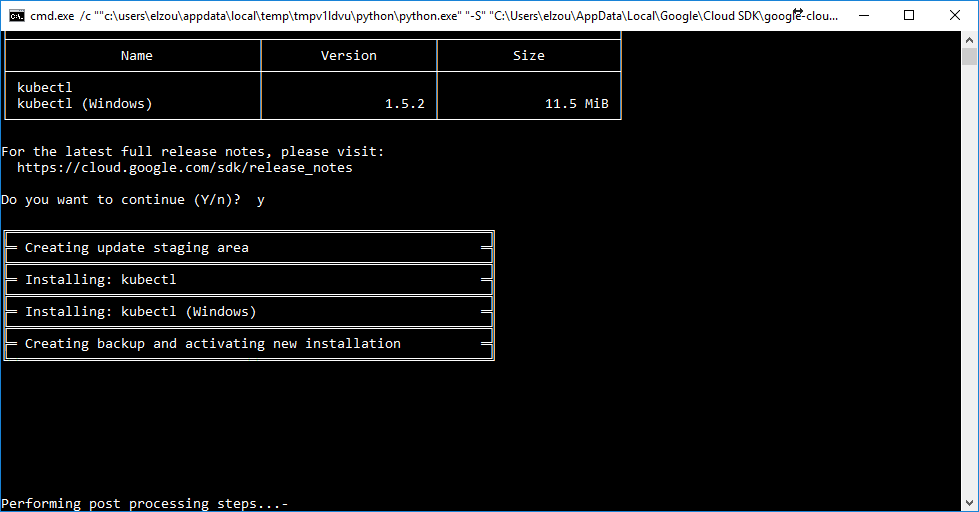 cmd.exe /c ""c:\users\elzou\appdata\local\temp\tmpv1ldvu\python\python.exe" "-S" "C:\Users\elzou\AppData\Local\Google\Cloud SDK\google-clou...
Name Version Size
kubectl
kubectl (Windows) 1.5.2 11.5 MiB
For the latest full release notes, please visit:
https://cloud.google.com/sdk/release_notes
Do you want to continue (Y/n)? y
Creating update staging area
Installing: kubectl
Installing: kubectl (Windows)
Creating backup and activating new installation
Performing post processing steps...-